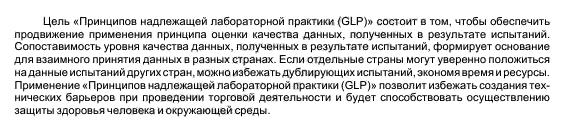 Цель «Принципов надлежащей лабораторной практики (GLP)» состоит в том, чтобы обеспечить
продвижение применения принципа оценки качества данных, полученных в результате испытаний.
Сопоставимость уровня качества данных, полученных в результате испытаний, формирует основание
для взаимного принятия данных в разных странах. Если отдельные страны могут уверенно положиться
на данные испытаний других стран, можно избежать дублирующих испытаний, экономя время и ресурсы.
Применение «Принципов надлежащей лабораторной практики (GLP)» позволит избежать создания тех-
нических барьеров при проведении торговой деятельности и будет способствовать осуществлению
защиты здоровья человека и окружающей среды.